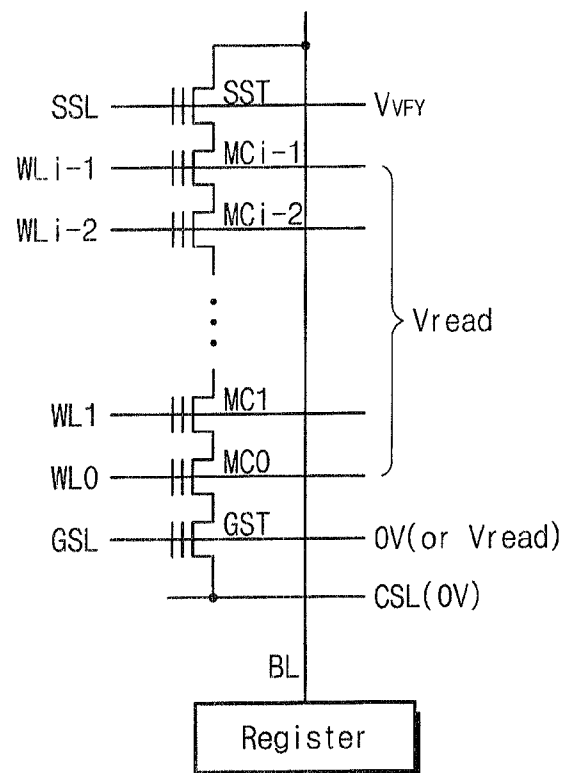 SSL SST VVFY
WLi-1 MCi-1
WLi-2 MCi-2
Vread
WL1 MC1
WL0 MC0
GSL GST 0V(or Vread)
CSL(0V)
BL
Register